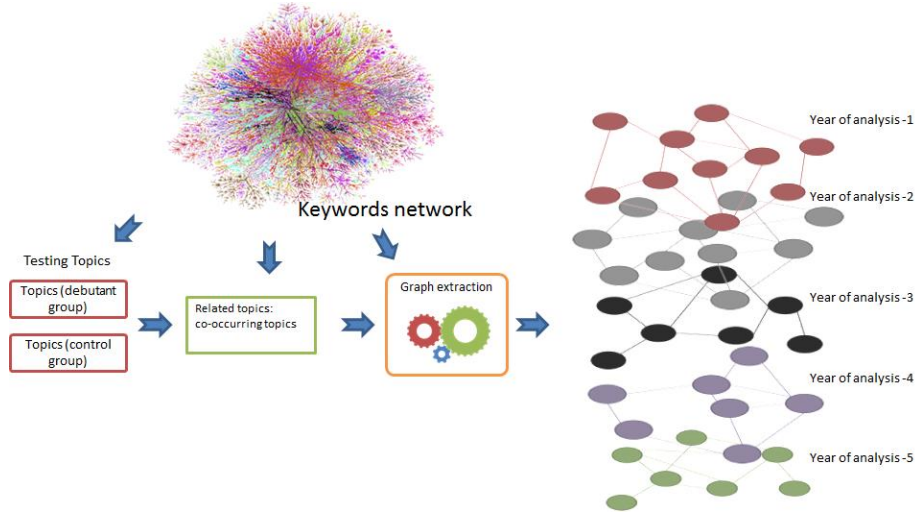 Keywords network
Testing Topics
Topics (debutant
group)
Topics (control
group)
Related topics:
co-occurring topics
Graph extraction
Year of analysis -1
Year of analysis -2
Year of analysis -3
Year of analysis -4
Year of analysis -5